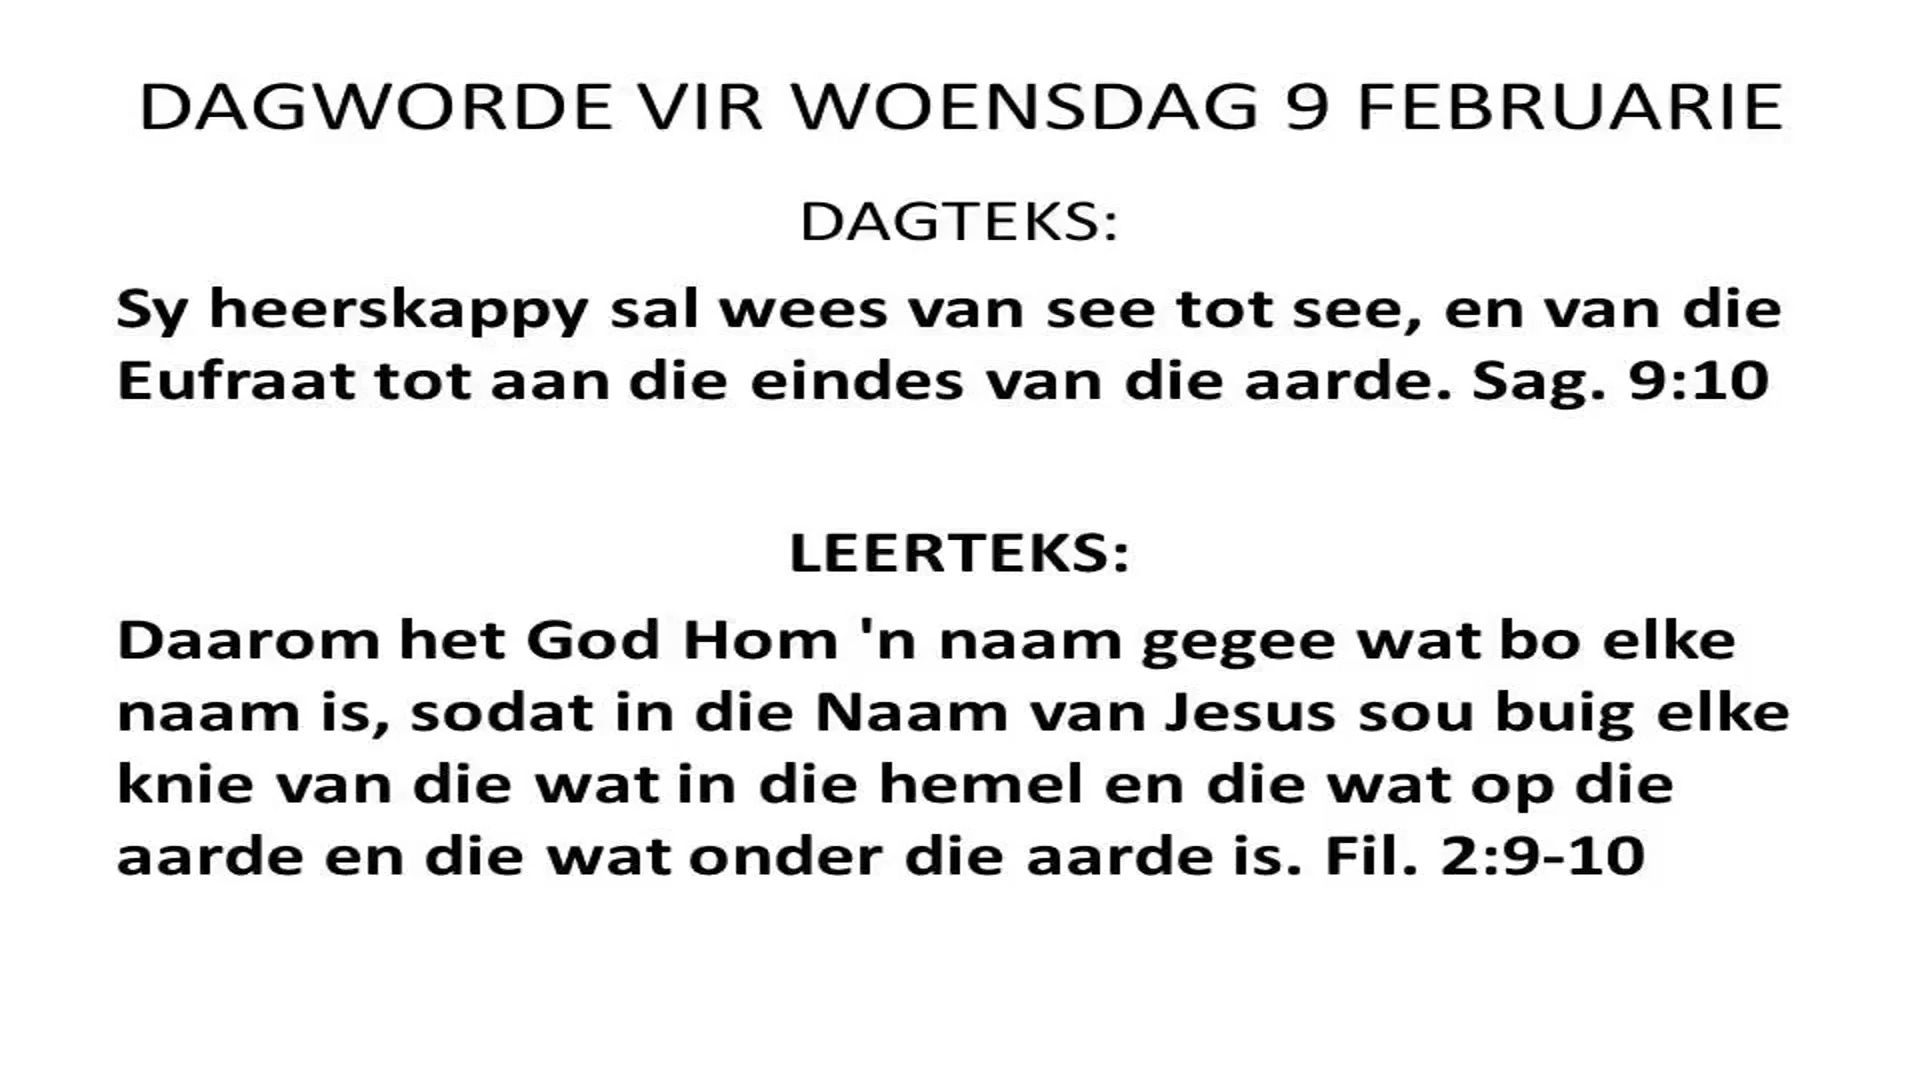 DAGWORDE VIR WOENSDAG 9 FEBRUARIE
DAGTEKS:
Sy heerskappy sal wees van see tot see, en van die
Eufraat tot aan die eindes van die aarde. Sag. 9:10
LEERTEKS:
Daarom het God Hom 'n naam gegee wat bo elke
naam is, sodat in die Naam van Jesus sou buig elke
knie van die wat in die hemel en die wat op die
aarde en die wat onder die aarde is. Fil. 2:9-10